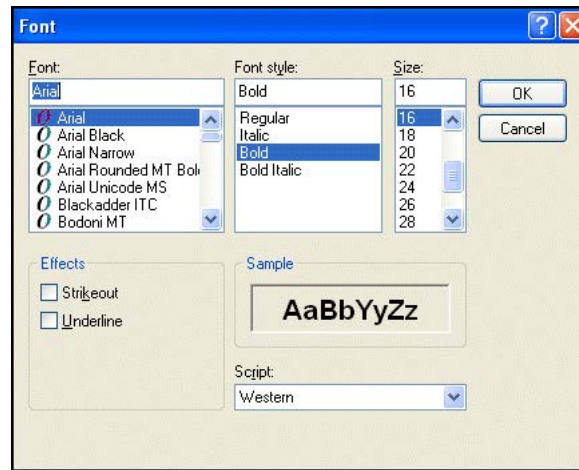 Font
Font:
Arial
Arial
Arial Black
Arial Narrow
Arial Rounded MT Bol
Arial Unicode MS
Blackadder ITC
Bodoni MT
Font style:
Bold
Regular
Italic
Bold
Bold Italic
Size:
16
16
18
20
22
24
26
28
OK
Cancel
Effects
Strikeout
Underline
Sample
AaBbYyZz
Script:
Western